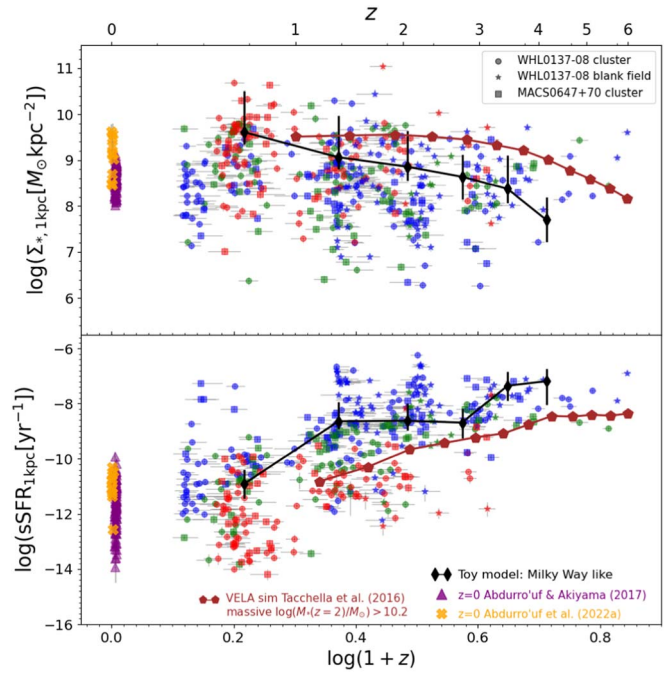 z
0 1 2 3 4 5 6
WHL0137-08 cluster
WHL0137-08 blank field
MACS0647+70 cluster
log(Σ*,1kpc[M⊙kpc−2])
11
10
9
8
7
6
log(sSFR1kpc[yr−1])
−6
−8
−10
−12
−14
−16
Toy model: Milky Way like
VELA sim Tacchella et al. (2016)
massive log(M*(z = 2)/M⊙) > 10.2
z=0 Abdurro'uf & Akiyama (2017)
z=0 Abdurro'uf et al. (2022a)
0.0 0.2 0.4 0.6 0.8
log(1 + z)